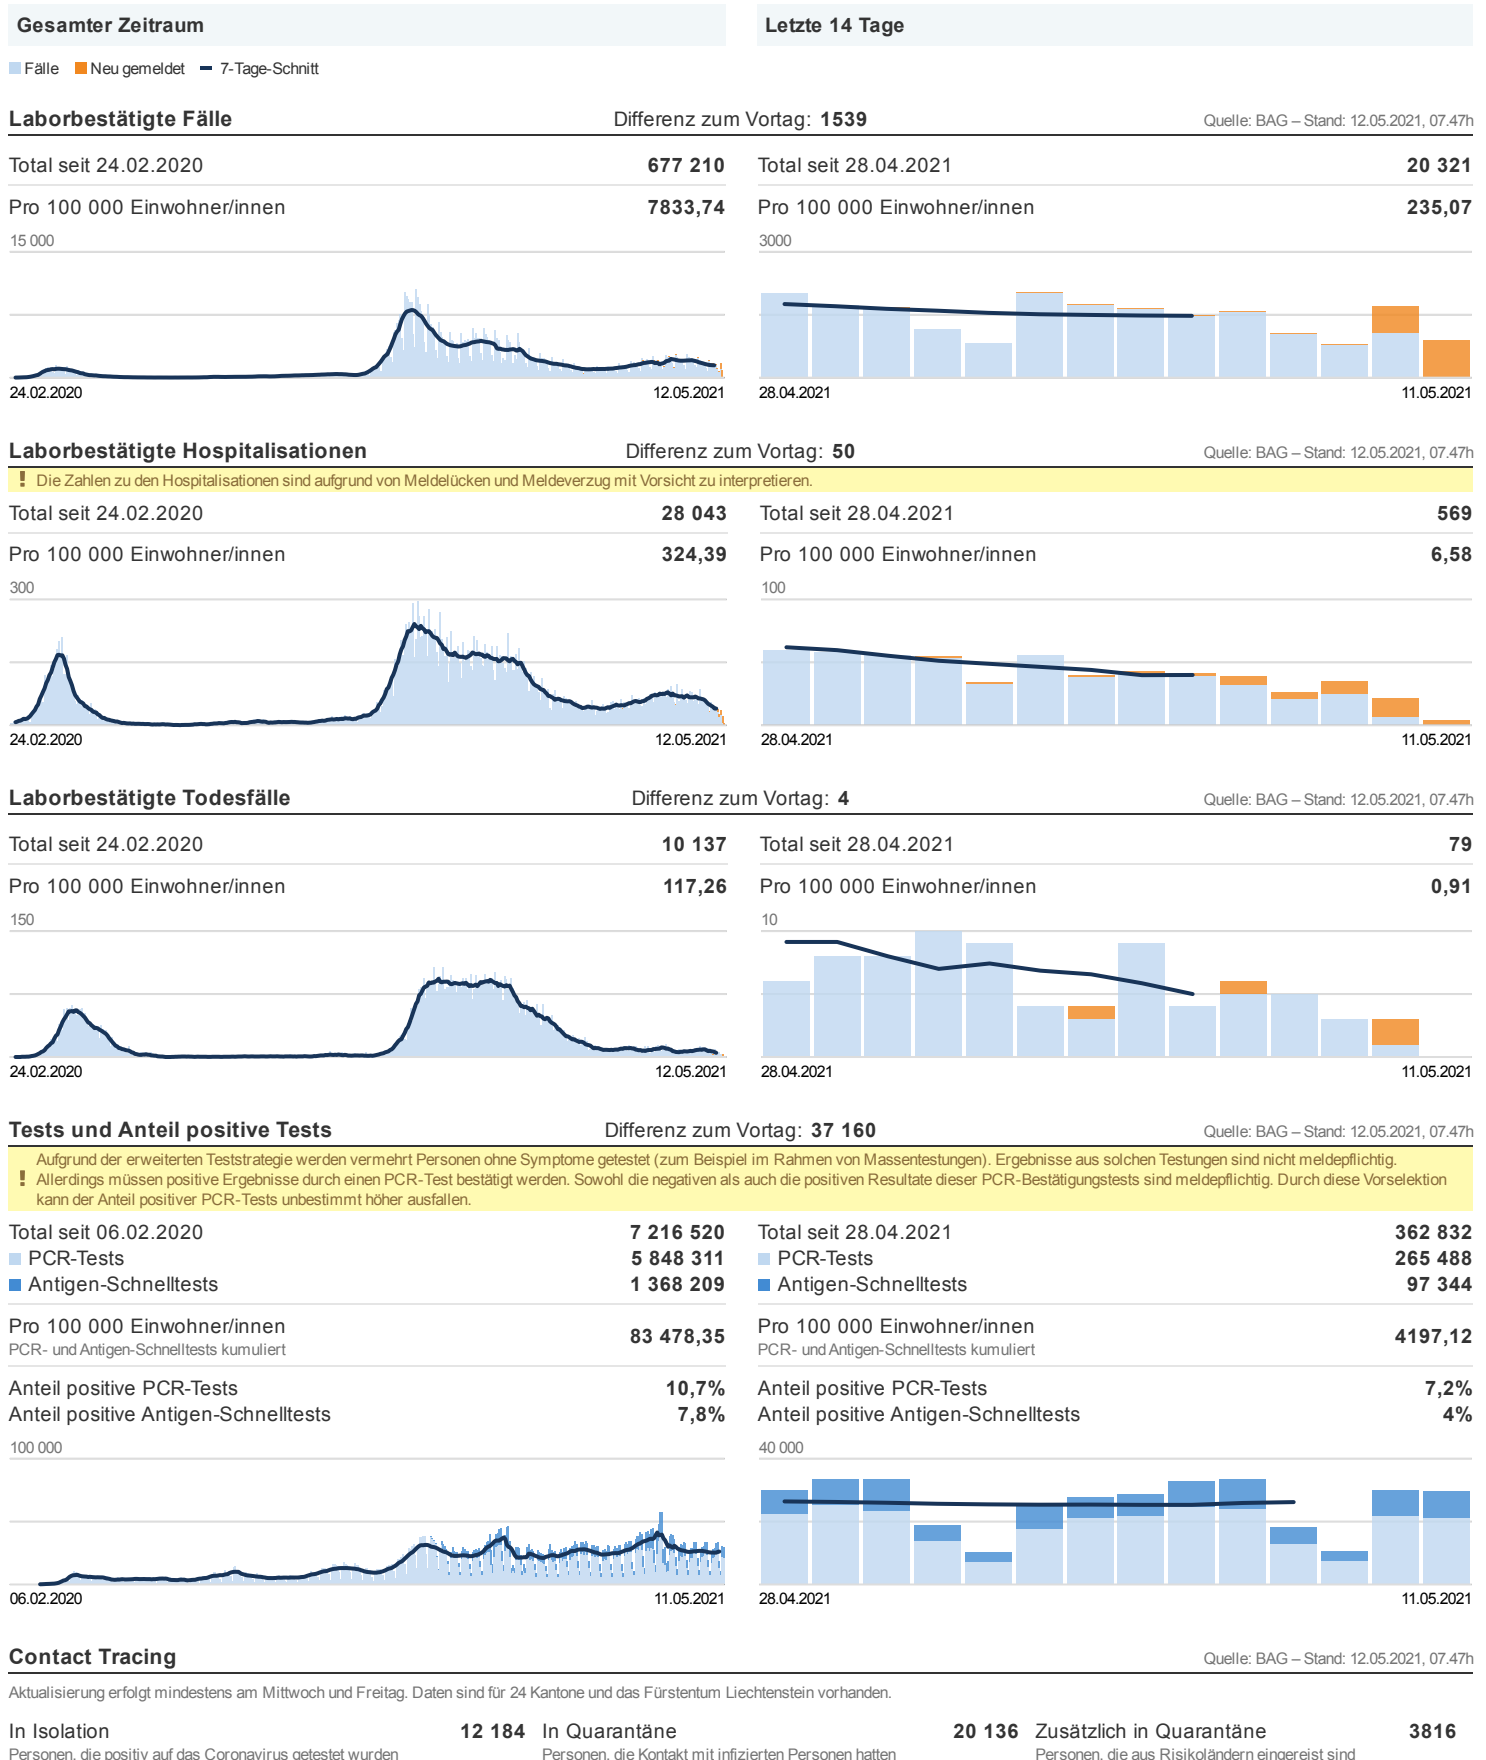 Gesamter Zeitraum
Letzte 14 Tage
Fälle Neu gemeldet 7-Tage-Schnitt
Laborbestätigte Fälle Differenz zum Vortag: 1539 Quelle: BAG – Stand: 12.05.2021, 07.47h
Total seit 24.02.2020 677 210
Pro 100 000 Einwohner/innen 7833,74
15 000
24.02.2020 12.05.2021
Total seit 28.04.2021 20 321
Pro 100 000 Einwohner/innen 235,07
3000
28.04.2021 11.05.2021
Laborbestätigte Hospitalisationen Differenz zum Vortag: 50 Quelle: BAG – Stand: 12.05.2021, 07.47h
! Die Zahlen zu den Hospitalisationen sind aufgrund von Meldelücken und Meldeverzug mit Vorsicht zu interpretieren.
Total seit 24.02.2020 28 043
Pro 100 000 Einwohner/innen 324,39
300
24.02.2020 12.05.2021
Total seit 28.04.2021 569
Pro 100 000 Einwohner/innen 6,58
100
28.04.2021 11.05.2021
Laborbestätigte Todesfälle Differenz zum Vortag: 4 Quelle: BAG – Stand: 12.05.2021, 07.47h
Total seit 24.02.2020 10 137
Pro 100 000 Einwohner/innen 117,26
150
24.02.2020 12.05.2021
Total seit 28.04.2021 79
Pro 100 000 Einwohner/innen 0,91
10
28.04.2021 11.05.2021
Tests und Anteil positive Tests Differenz zum Vortag: 37 160 Quelle: BAG – Stand: 12.05.2021, 07.47h
Aufgrund der erweiterten Teststrategie werden vermehrt Personen ohne Symptome getestet (zum Beispiel im Rahmen von Massentestungen). Ergebnisse aus solchen Testungen sind nicht meldepflichtig.
! Allerdings müssen positive Ergebnisse durch einen PCR-Test bestätigt werden. Sowohl die negativen als auch die positiven Resultate dieser PCR-Bestätigungstests sind meldepflichtig. Durch diese Vorselektion
kann der Anteil positiver PCR-Tests unbestimmt höher ausfallen.
Total seit 06.02.2020 7 216 520
PCR-Tests 5 848 311
Antigen-Schnelltests 1 368 209
Pro 100 000 Einwohner/innen 83 478,35
PCR- und Antigen-Schnelltests kumuliert
Anteil positive PCR-Tests 10,7%
Anteil positive Antigen-Schnelltests 7,8%
100 000
06.02.2020 11.05.2021
Total seit 28.04.2021 362 832
PCR-Tests 265 488
Antigen-Schnelltests 97 344
Pro 100 000 Einwohner/innen 4197,12
PCR- und Antigen-Schnelltests kumuliert
Anteil positive PCR-Tests 7,2%
Anteil positive Antigen-Schnelltests 4%
40 000
28.04.2021 11.05.2021
Contact Tracing Quelle: BAG – Stand: 12.05.2021, 07.47h
Aktualisierung erfolgt mindestens am Mittwoch und Freitag. Daten sind für 24 Kantone und das Fürstentum Liechtenstein vorhanden.
In Isolation 12 184
Personen, die positiv auf das Coronavirus getestet wurden
In Quarantäne 20 136
Personen, die Kontakt mit infizierten Personen hatten
Zusätzlich in Quarantäne 3816
Personen, die aus Risikoländern eingereist sind